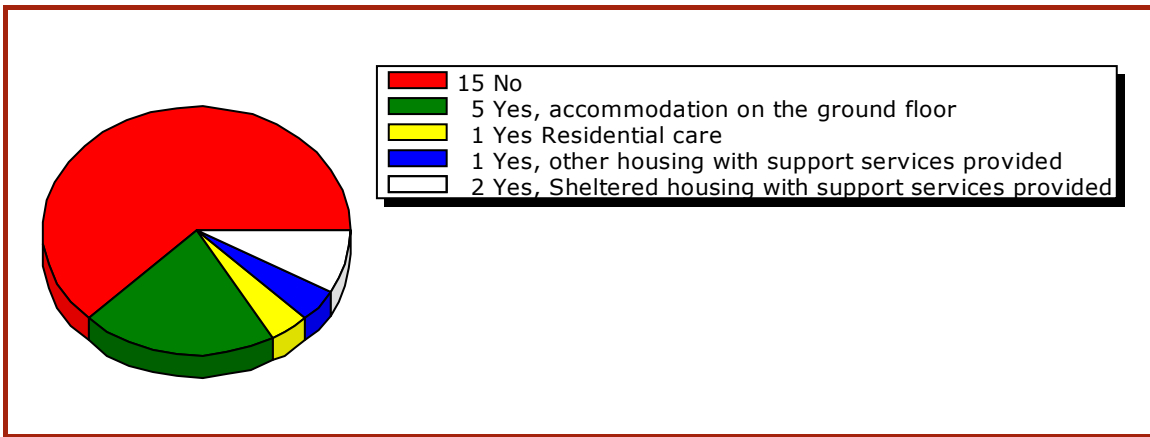 15 No
5 Yes, accommodation on the ground floor
1 Yes Residential care
1 Yes, other housing with support services provided
2 Yes, Sheltered housing with support services provided